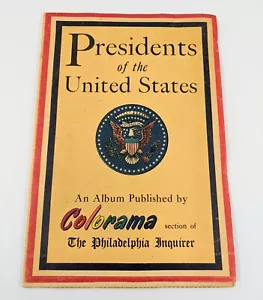 Presidents
of the
United States
An Album Published by
Colorama section of
The Philadelphia Inquirer